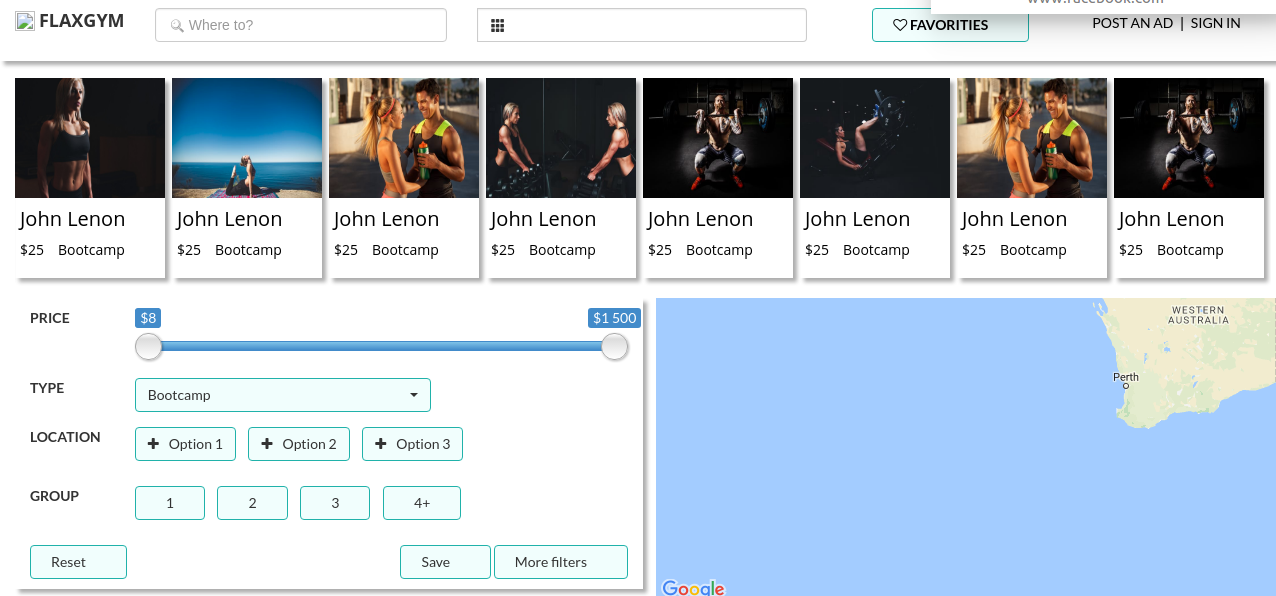 www.facebook.com
FLAXGYM
Where to?
FAVORITIES
POST AN AD | SIGN IN
John Lenon
$25 Bootcamp
John Lenon
$25 Bootcamp
John Lenon
$25 Bootcamp
John Lenon
$25 Bootcamp
John Lenon
$25 Bootcamp
John Lenon
$25 Bootcamp
John Lenon
$25 Bootcamp
John Lenon
$25 Bootcamp
PRICE
$8
$1 500
TYPE
Bootcamp
LOCATION
Option 1
Option 2
Option 3
GROUP
1
2
3
4+
Reset
Save
More filters
WESTERN
AUSTRALIA
Perth
Google